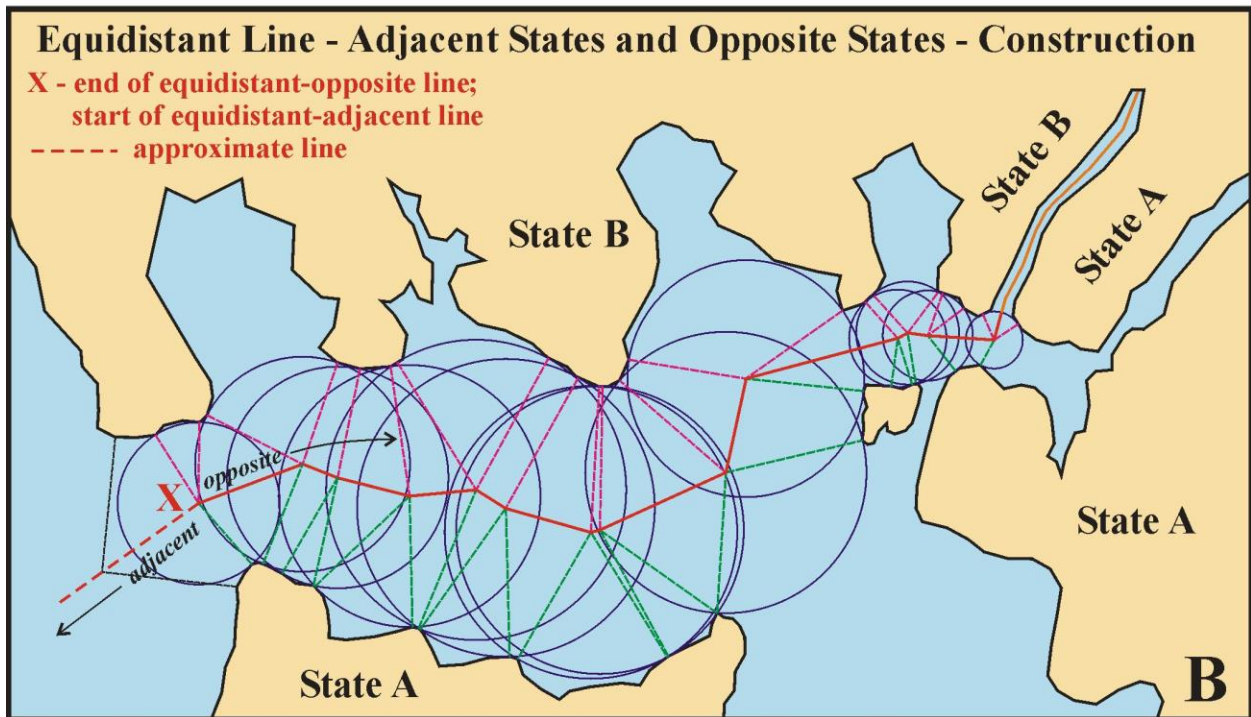 Equidistant Line - Adjacent States and Opposite States - Construction
X - end of equidistant-opposite line;
start of equidistant-adjacent line
----- approximate line
State B
State A
State B
opposite
X
adjacent
State A
State A
B